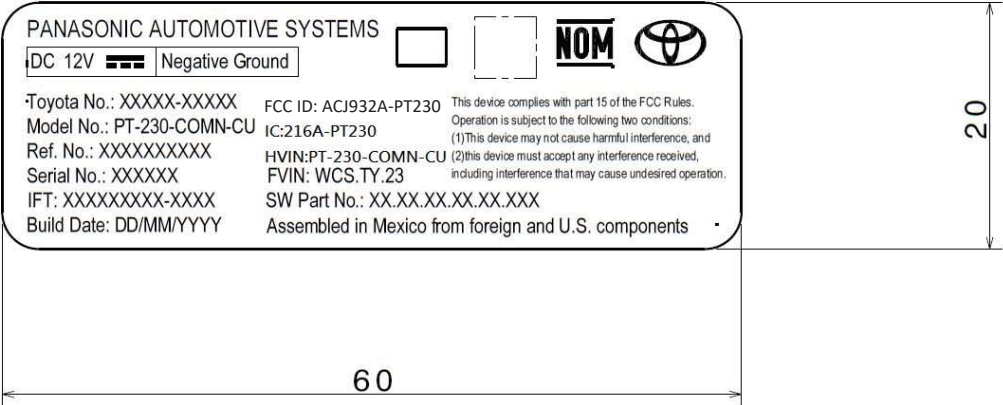 PANASONIC AUTOMOTIVE SYSTEMS
DC 12V Negative Ground
NOM
Toyota No.: XXXXX-XXXXX
Model No.: PT-230-COMN-CU
Ref. No.: XXXXXXXXXX
Serial No.: XXXXXX
IFT: XXXXXXXXX-XXXX
Build Date: DD/MM/YYYY
FCC ID: ACJ932A-PT230
IC:216A-PT230
HVIN:PT-230-COMN-CU
FVIN: WCS.TY.23
SW Part No.: XX.XX.XX.XX.XX.XXX
Assembled in Mexico from foreign and U.S. components
This device complies with part 15 of the FCC Rules.
Operation is subject to the following two conditions:
(1)This device may not cause harmful interference, and
(2)this device must accept any interference received,
including interference that may cause undesired operation.
20
60